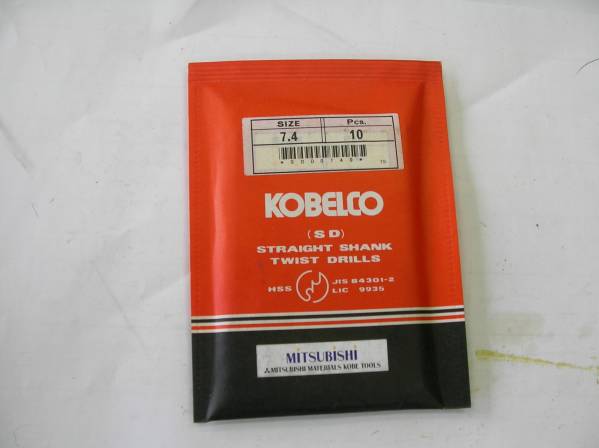 SIZE Pcs.
7.4 10
*0000148*
KOBELCO
(SD)
STRAIGHT SHANK
TWIST DRILLS
HSS JIS B4301-2
LIC 9935
MITSUBISHI
MITSUBISHI MATERIALS KOBE TOOLS